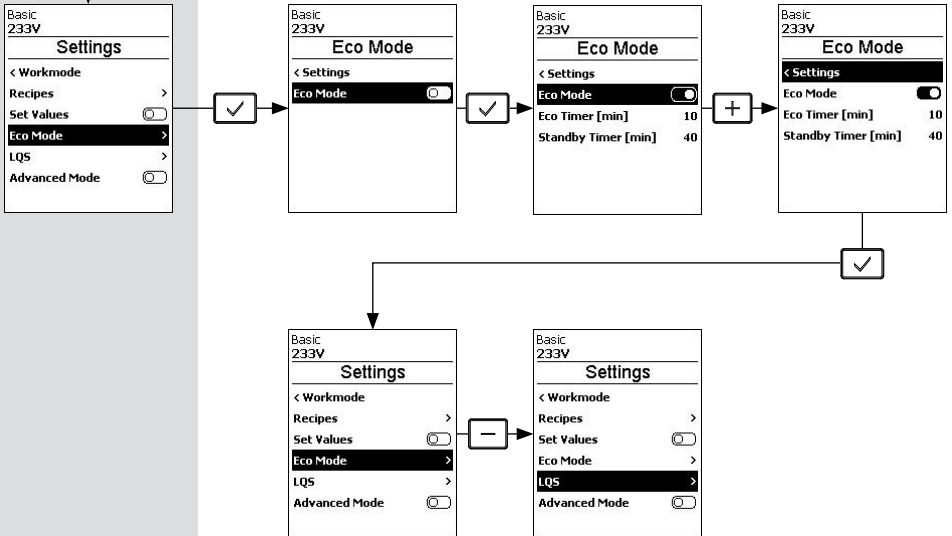 Basic
233V
Settings
< Workmode
Recipes >
Set Values
Eco Mode >
LQS >
Advanced Mode
Basic
233V
Eco Mode
< Settings
Eco Mode
Basic
233V
Eco Mode
< Settings
Eco Mode
Eco Timer [min] 10
Standby Timer [min] 40
Basic
233V
Eco Mode
< Settings
Eco Mode
Eco Timer [min] 10
Standby Timer [min] 40
Basic
233V
Settings
< Workmode
Recipes >
Set Values
Eco Mode >
LQS >
Advanced Mode
Basic
233V
Settings
< Workmode
Recipes >
Set Values
Eco Mode >
LQS >
Advanced Mode